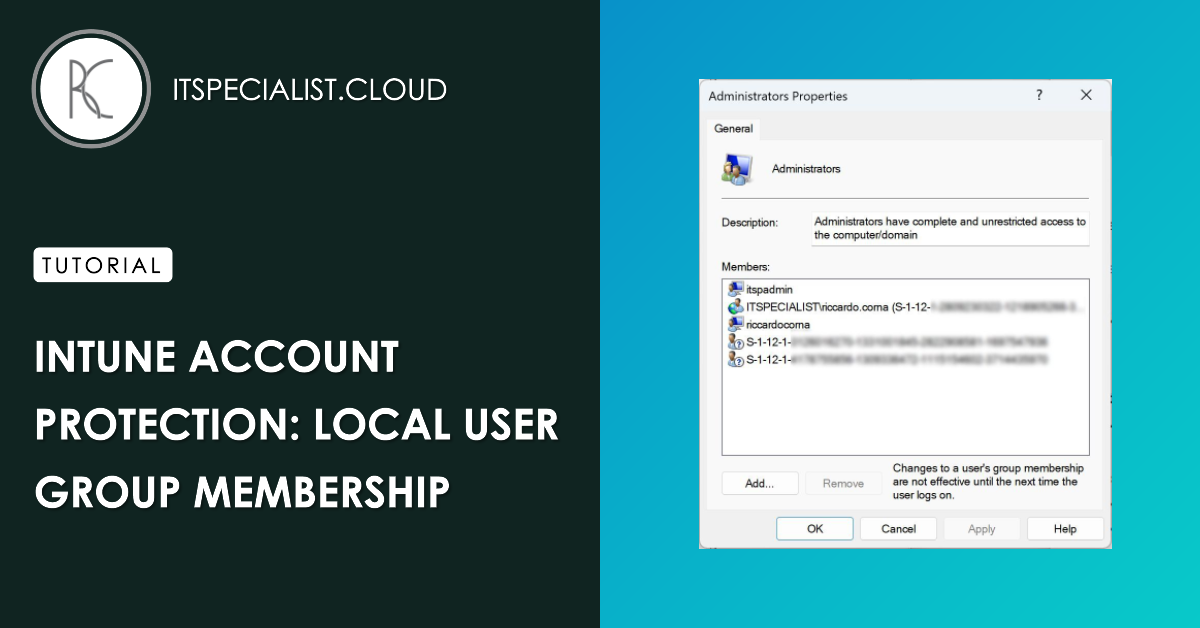 RC
ITSPECIALIST.CLOUD
TUTORIAL
INTUNE ACCOUNT
PROTECTION: LOCAL USER
GROUP MEMBERSHIP
Administrators Properties
?
General
Administrators
Description:
Administrators have complete and unrestricted access to
the computer/domain
Members:
itspadmin
ITSPECIALIST\riccardo.corna (S-1-12-
riccardocorna
S-1-12-1-
S-1-12-1-
Add...
Remove
Changes to a user's group membership
are not effective until the next time the
user logs on.
OK
Cancel
Apply
Help